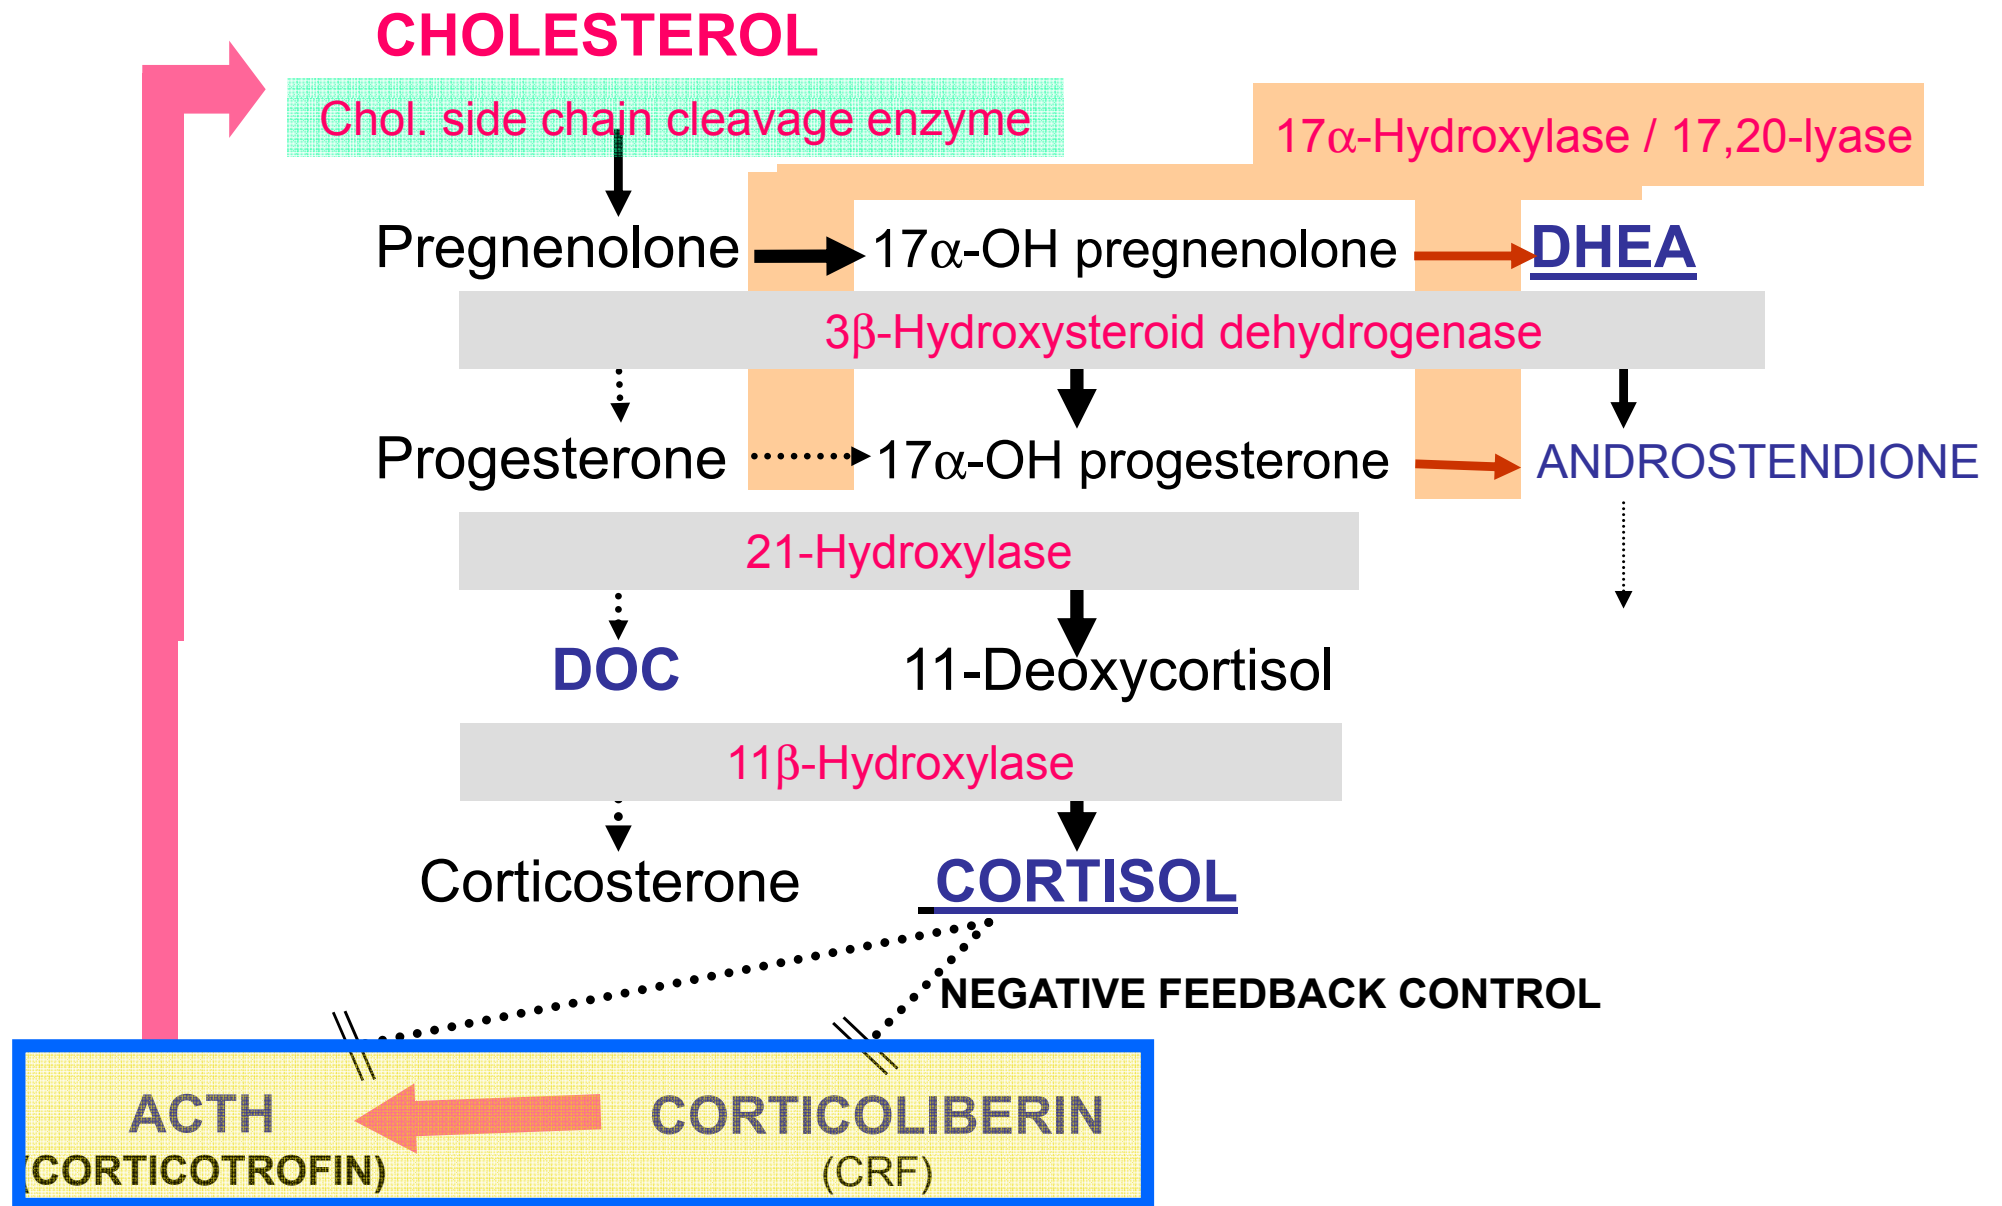 CHOLESTEROL
Chol. side chain cleavage enzyme
17α-Hydroxylase / 17,20-lyase
Pregnenolone
17α-OH pregnenolone
DHEA
3β-Hydroxysteroid dehydrogenase
Progesterone
17α-OH progesterone
ANDROSTENDIONE
21-Hydroxylase
DOC
11-Deoxycortisol
11β-Hydroxylase
Corticosterone
CORTISOL
NEGATIVE FEEDBACK CONTROL
ACTH
CORTICOLIBERIN
(CORTICOTROFIN)
(CRF)